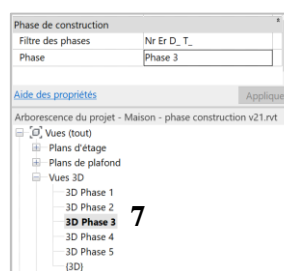 Phase de construction
Filtre des phases Nr Er D_ T_
Phase Phase 3
Aide des propriétés Applique
Arborescence du projet - Maison - phase construction v21.rvt
Vues (tout)
Plans d'étage
Plans de plafond
Vues 3D
3D Phase 1
3D Phase 2
3D Phase 3 7
3D Phase 4
3D Phase 5
{3D}